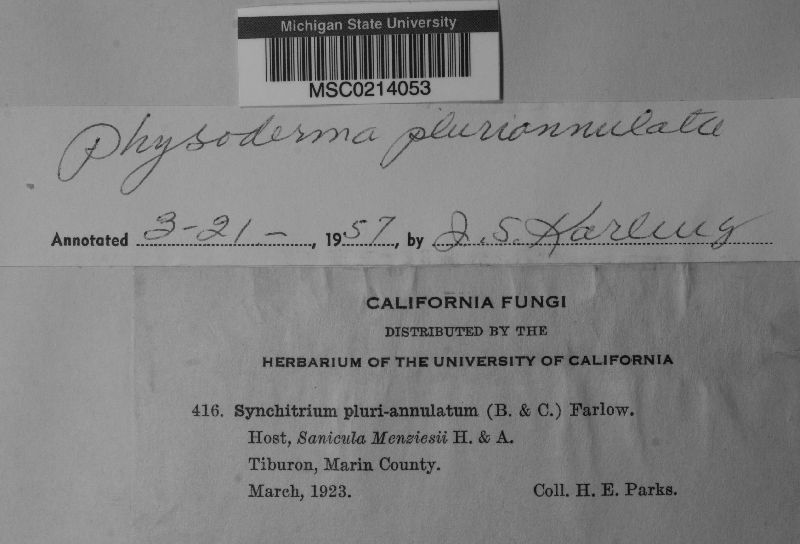 Michigan State University
MSC0214053
Physoderma pluriannulata
Annotated 3-21-, 1957, by J. S. Karling
CALIFORNIA FUNGI
DISTRIBUTED BY THE
HERBARIUM OF THE UNIVERSITY OF CALIFORNIA
416. Synchitrium pluri-annulatum (B. & C.) Farlow.
Host, Sanicula Menziesii H. & A.
Tiburon, Marin County.
March, 1923. Coll. H. E. Parks.